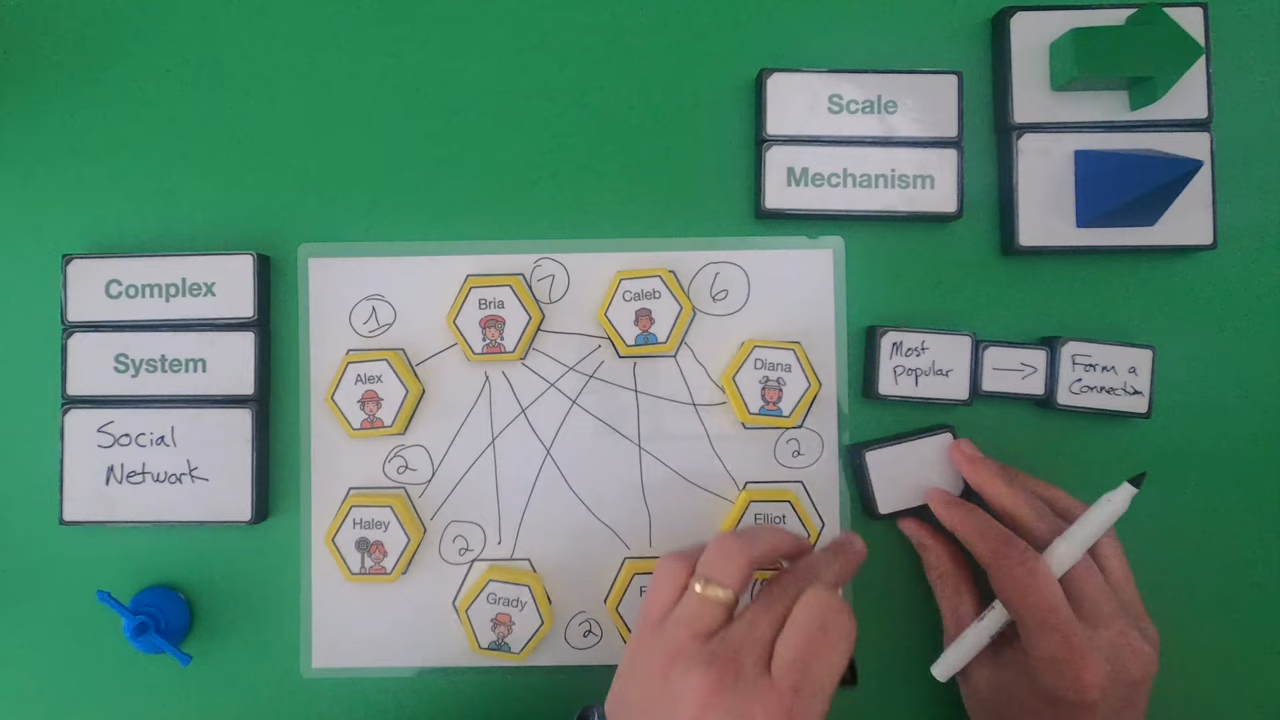 Scale
Mechanism
Complex
System
Social
Network
Bria
7
Caleb
6
1
Alex
Diana
2
Most
popular
→
Form a
Connection
2
Haley
2
Grady
2
Elliot